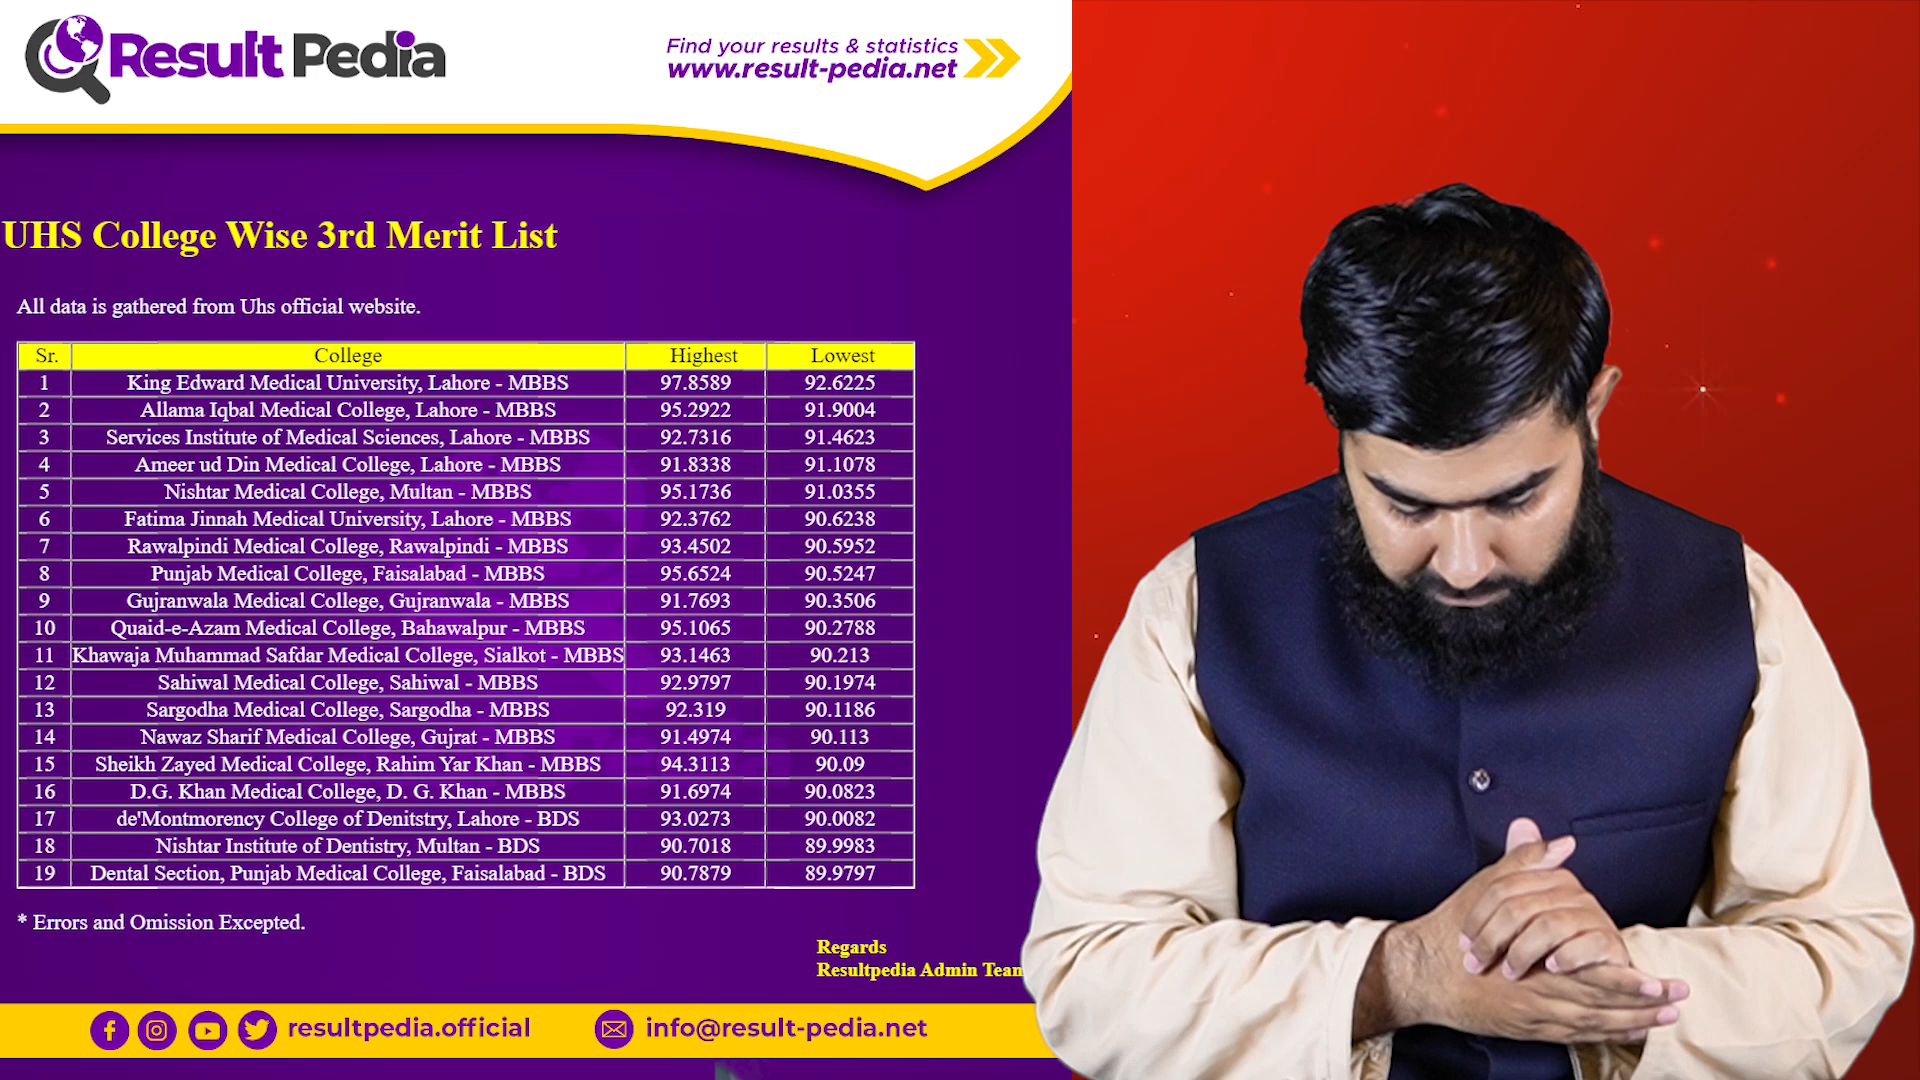 Result Pedia
Find your results & statistics
www.result-pedia.net
UHS College Wise 3rd Merit List
All data is gathered from Uhs official website.
Sr. College Highest Lowest
1 King Edward Medical University, Lahore - MBBS 97.8589 92.6225
2 Allama Iqbal Medical College, Lahore - MBBS 95.2922 91.9004
3 Services Institute of Medical Sciences, Lahore - MBBS 92.7316 91.4623
4 Ameer ud Din Medical College, Lahore - MBBS 91.8338 91.1078
5 Nishtar Medical College, Multan - MBBS 95.1736 91.0355
6 Fatima Jinnah Medical University, Lahore - MBBS 92.3762 90.6238
7 Rawalpindi Medical College, Rawalpindi - MBBS 93.4502 90.5952
8 Punjab Medical College, Faisalabad - MBBS 95.6524 90.5247
9 Gujranwala Medical College, Gujranwala - MBBS 91.7693 90.3506
10 Quaid-e-Azam Medical College, Bahawalpur - MBBS 95.1065 90.2788
11 Khawaja Muhammad Safdar Medical College, Sialkot - MBBS 93.1463 90.213
12 Sahiwal Medical College, Sahiwal - MBBS 92.9797 90.1974
13 Sargodha Medical College, Sargodha - MBBS 92.319 90.1186
14 Nawaz Sharif Medical College, Gujrat - MBBS 91.4974 90.113
15 Sheikh Zayed Medical College, Rahim Yar Khan - MBBS 94.3113 90.09
16 D.G. Khan Medical College, D. G. Khan - MBBS 91.6974 90.0823
17 de'Montmorency College of Denitstry, Lahore - BDS 93.0273 90.0082
18 Nishtar Institute of Dentistry, Multan - BDS 90.7018 89.9983
19 Dental Section, Punjab Medical College, Faisalabad - BDS 90.7879 89.9797
* Errors and Omission Excepted.
Regards
Resultpedia Admin Team
resultpedia.official
info@result-pedia.net